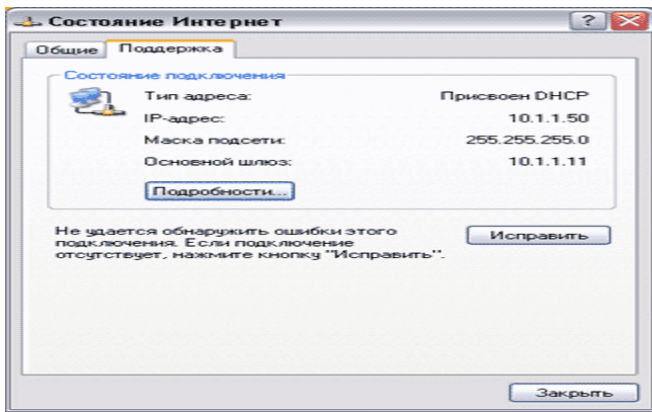 Состояние Интернет
Общие Поддержка
Состояние подключения
Тип адреса: Присвоен DHCP
IP-адрес: 10.1.1.50
Маска подсети: 255.255.255.0
Основной шлюз: 10.1.1.11
Подробности...
Не удается обнаружить ошибки этого
подключения. Если подключение
отсутствует, нажмите кнопку "Исправить".
Исправить
Закрыть